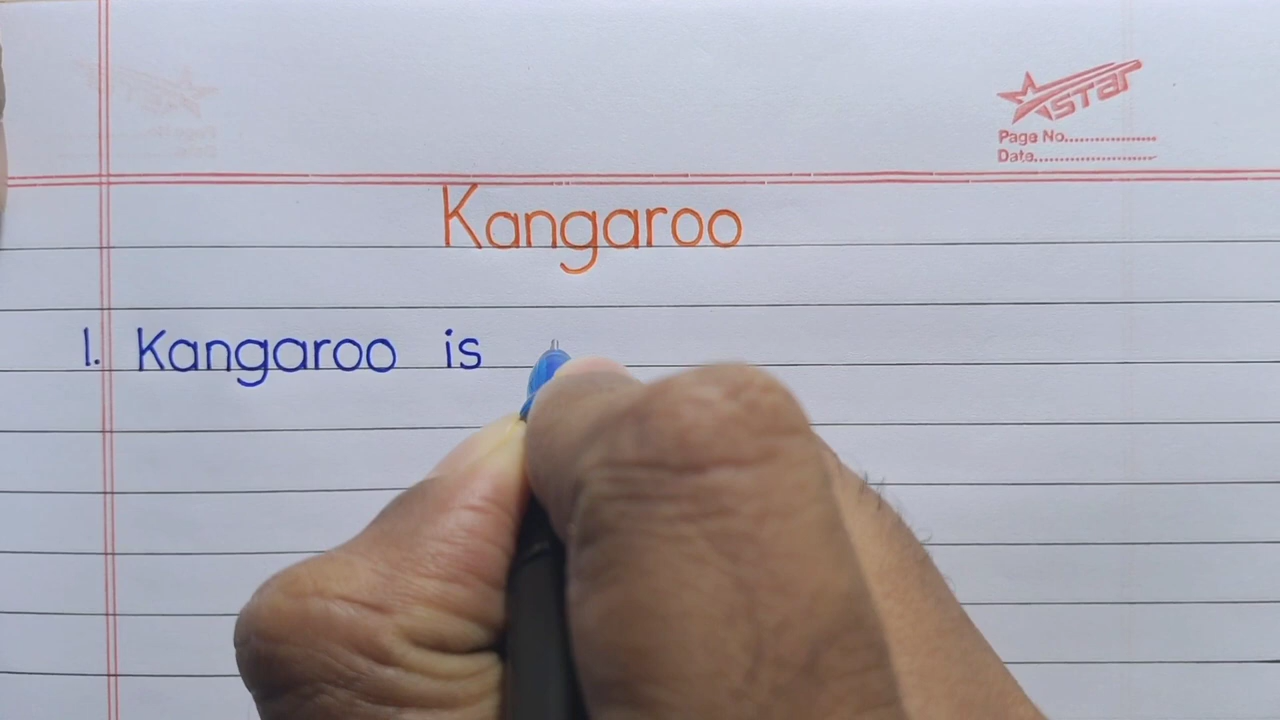 Star
Page No....................
Date..........................
Kangaroo
1. Kangaroo is